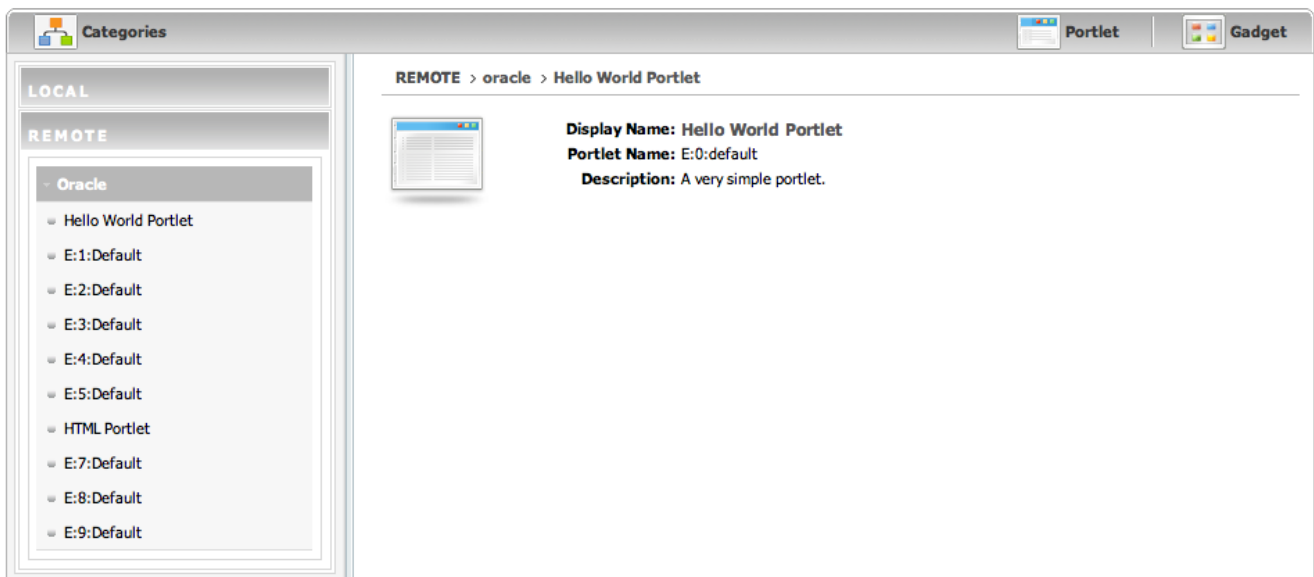 Categories
Portlet
Gadget
LOCAL
REMOTE
Oracle
Hello World Portlet
E:1:Default
E:2:Default
E:3:Default
E:4:Default
E:5:Default
HTML Portlet
E:7:Default
E:8:Default
E:9:Default
REMOTE > oracle > Hello World Portlet
Display Name: Hello World Portlet
Portlet Name: E:0:default
Description: A very simple portlet.